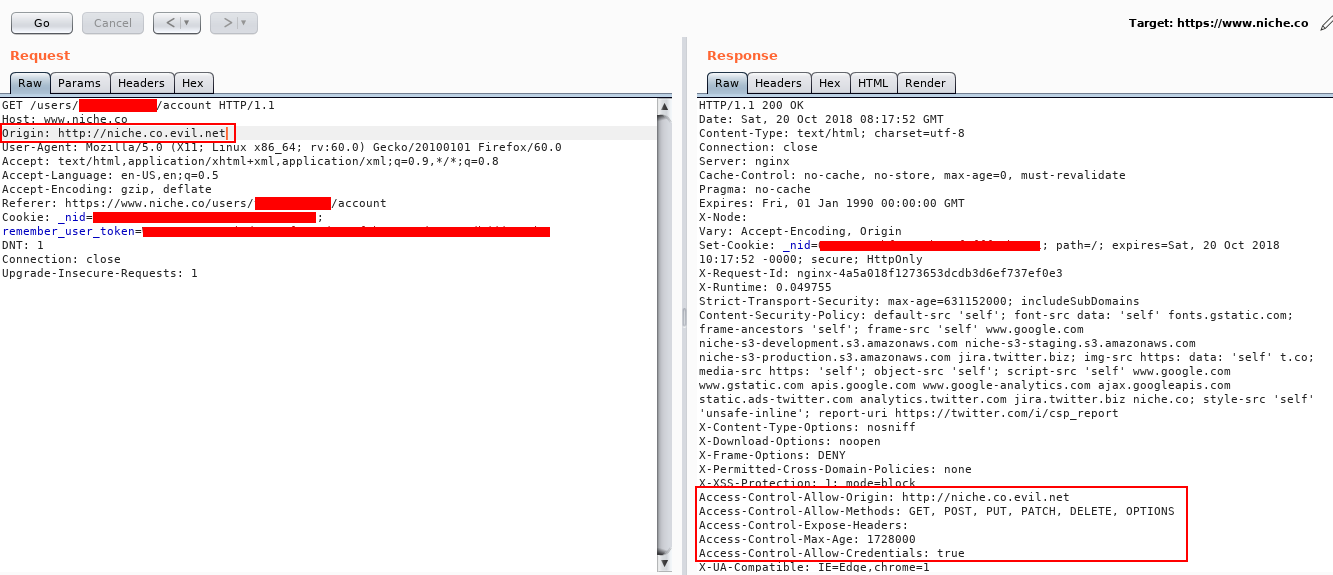 Go
Cancel
<
>
Target: https://www.niche.co
Request
Raw
Params
Headers
Hex
GET /users/ /account HTTP/1.1
Host: www.niche.co
Origin: http://niche.co.evil.net
User-Agent: Mozilla/5.0 (X11; Linux x86_64; rv:60.0) Gecko/20100101 Firefox/60.0
Accept: text/html,application/xhtml+xml,application/xml;q=0.9,*/*;q=0.8
Accept-Language: en-US,en;q=0.5
Accept-Encoding: gzip, deflate
Referer: https://www.niche.co/users/ /account
Cookie: _nid= ;
remember_user_token=
DNT: 1
Connection: close
Upgrade-Insecure-Requests: 1
Response
Raw
Headers
Hex
HTML
Render
HTTP/1.1 200 OK
Date: Sat, 20 Oct 2018 08:17:52 GMT
Content-Type: text/html; charset=utf-8
Connection: close
Server: nginx
Cache-Control: no-cache, no-store, max-age=0, must-revalidate
Pragma: no-cache
Expires: Fri, 01 Jan 1990 00:00:00 GMT
X-Node:
Vary: Accept-Encoding, Origin
Set-Cookie: _nid= ; path=/; expires=Sat, 20 Oct 2018
10:17:52 -0000; secure; HttpOnly
X-Request-Id: nginx-4a5a018f1273653dcdb3d6ef737ef0e3
X-Runtime: 0.049755
Strict-Transport-Security: max-age=631152000; includeSubDomains
Content-Security-Policy: default-src 'self'; font-src data: 'self' fonts.gstatic.com;
frame-ancestors 'self'; frame-src 'self' www.google.com
niche-s3-development.s3.amazonaws.com niche-s3-staging.s3.amazonaws.com
niche-s3-production.s3.amazonaws.com jira.twitter.biz; img-src https: data: 'self' t.co;
media-src https: 'self'; object-src 'self'; script-src 'self' www.google.com
www.gstatic.com apis.google.com www.google-analytics.com ajax.googleapis.com
static.ads-twitter.com analytics.twitter.com jira.twitter.biz niche.co; style-src 'self'
'unsafe-inline'; report-uri https://twitter.com/i/csp_report
X-Content-Type-Options: nosniff
X-Download-Options: noopen
X-Frame-Options: DENY
X-Permitted-Cross-Domain-Policies: none
X-XSS-Protection: 1; mode=block
Access-Control-Allow-Origin: http://niche.co.evil.net
Access-Control-Allow-Methods: GET, POST, PUT, PATCH, DELETE, OPTIONS
Access-Control-Expose-Headers:
Access-Control-Max-Age: 1728000
Access-Control-Allow-Credentials: true
X-UA-Compatible: IE=Edge,chrome=1